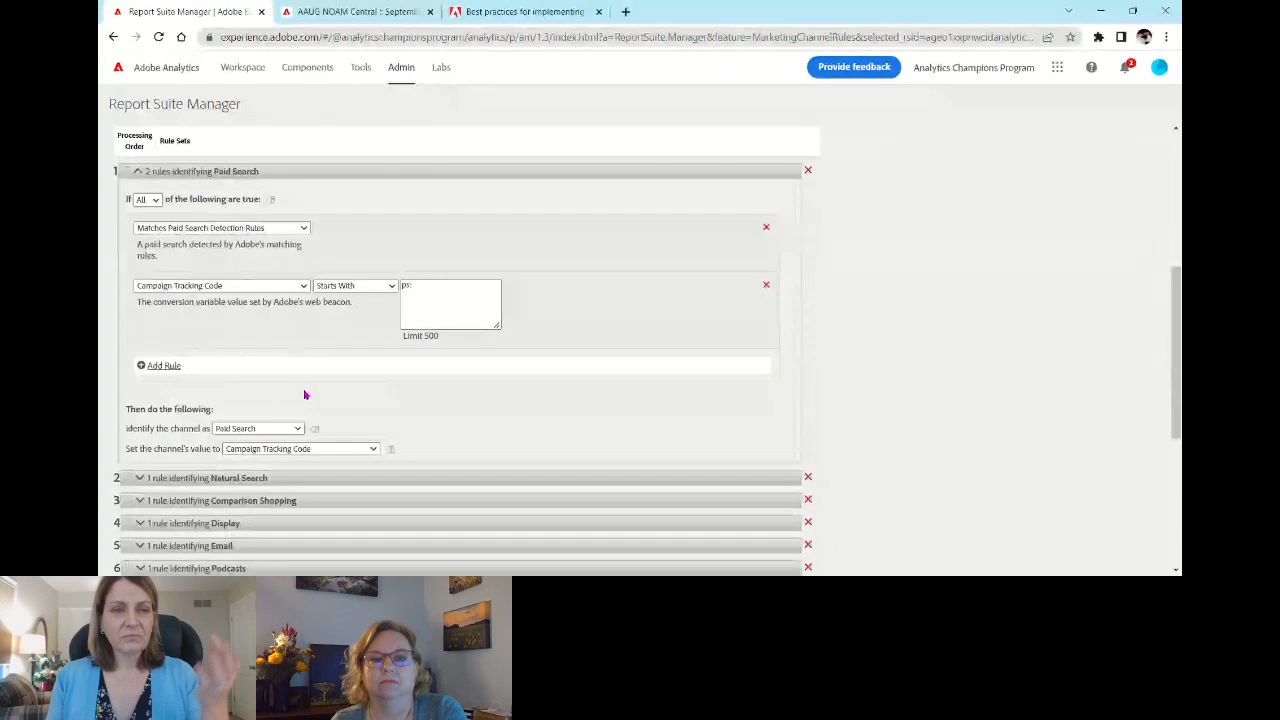 Report Suite Manager | Adobe E
AAUG NOAM Central :: Septemb
Best practices for implementing
experience.adobe.com/#/@analyticschampionsprogram/analytics/p/am/1.3/index.html?a=ReportSuite.Manager&feature=MarketingChannelRules&selected_rsid=ageo1xxpnwcidanalytic...
Adobe Analytics Workspace Components Tools Admin Labs Provide feedback Analytics Champions Program 2
Report Suite Manager
Processing Order Rule Sets
1 2 rules identifying Paid Search
If All of the following are true:
Matches Paid Search Detection Rules
A paid search detected by Adobe's matching
rules.
Campaign Tracking Code Starts With ps:
The conversion variable value set by Adobe's web beacon.
Limit 500
Add Rule
Then do the following:
Identify the channel as Paid Search
Set the channel's value to Campaign Tracking Code
2 1 rule identifying Natural Search
3 1 rule identifying Comparison Shopping
4 1 rule identifying Display
5 1 rule identifying Email
6 1 rule identifying Podcasts